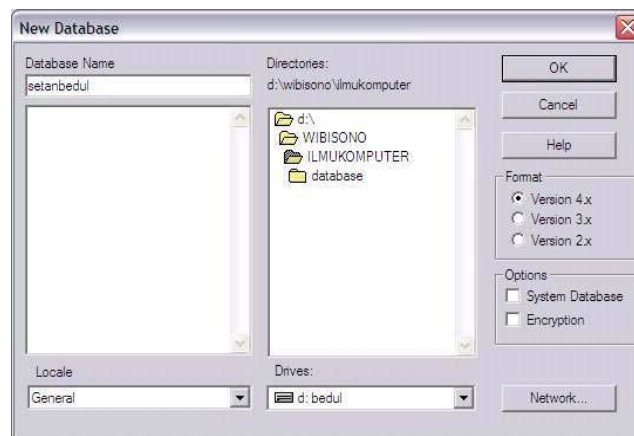 New Database
Database Name
setanbedul
Directories:
d:\wibisono\ilmukomputer
d:\
WIBISONO
ILMUKOMPUTER
database
OK
Cancel
Help
Format
Version 4.x
Version 3.x
Version 2.x
Options
System Database
Encryption
Locale
General
Drives:
d: bedul
Network...